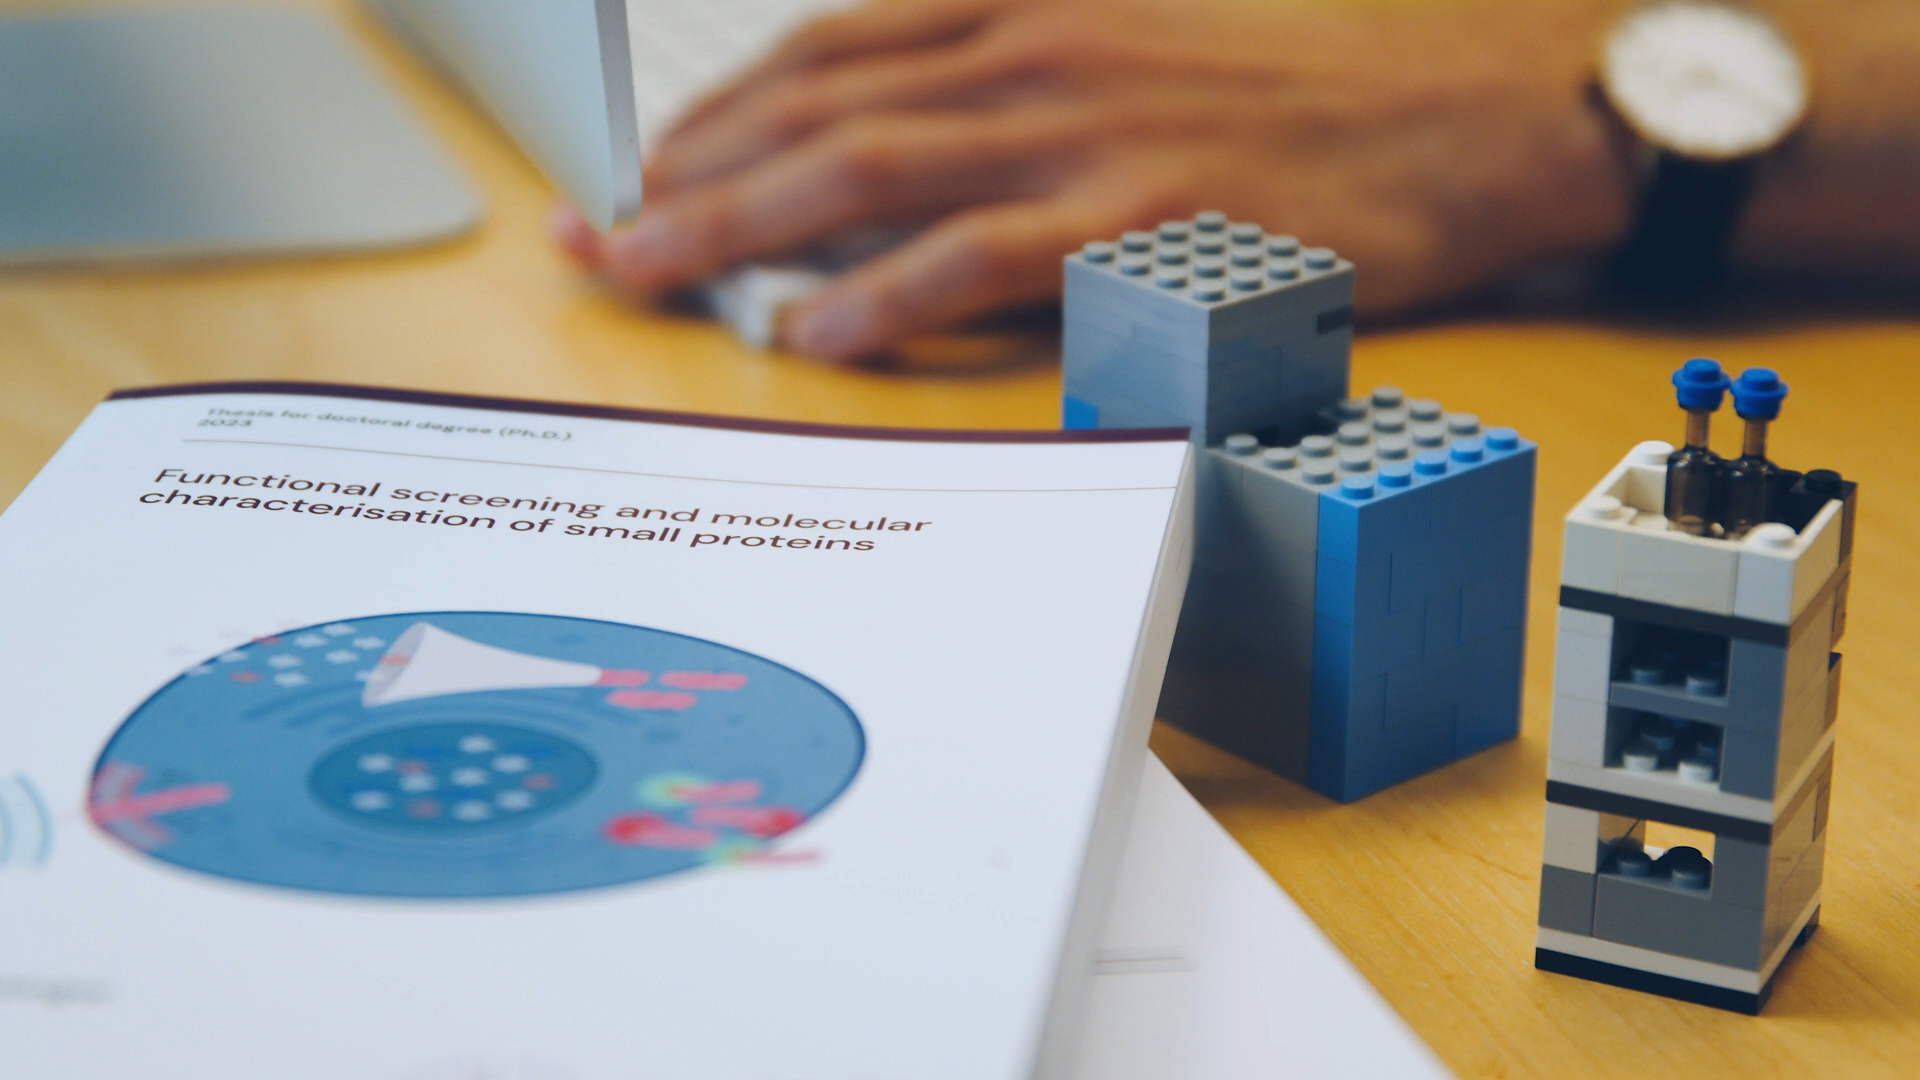 Thesis for doctoral degree (Ph.D.)
2023
Functional screening and molecular
characterisation of small proteins